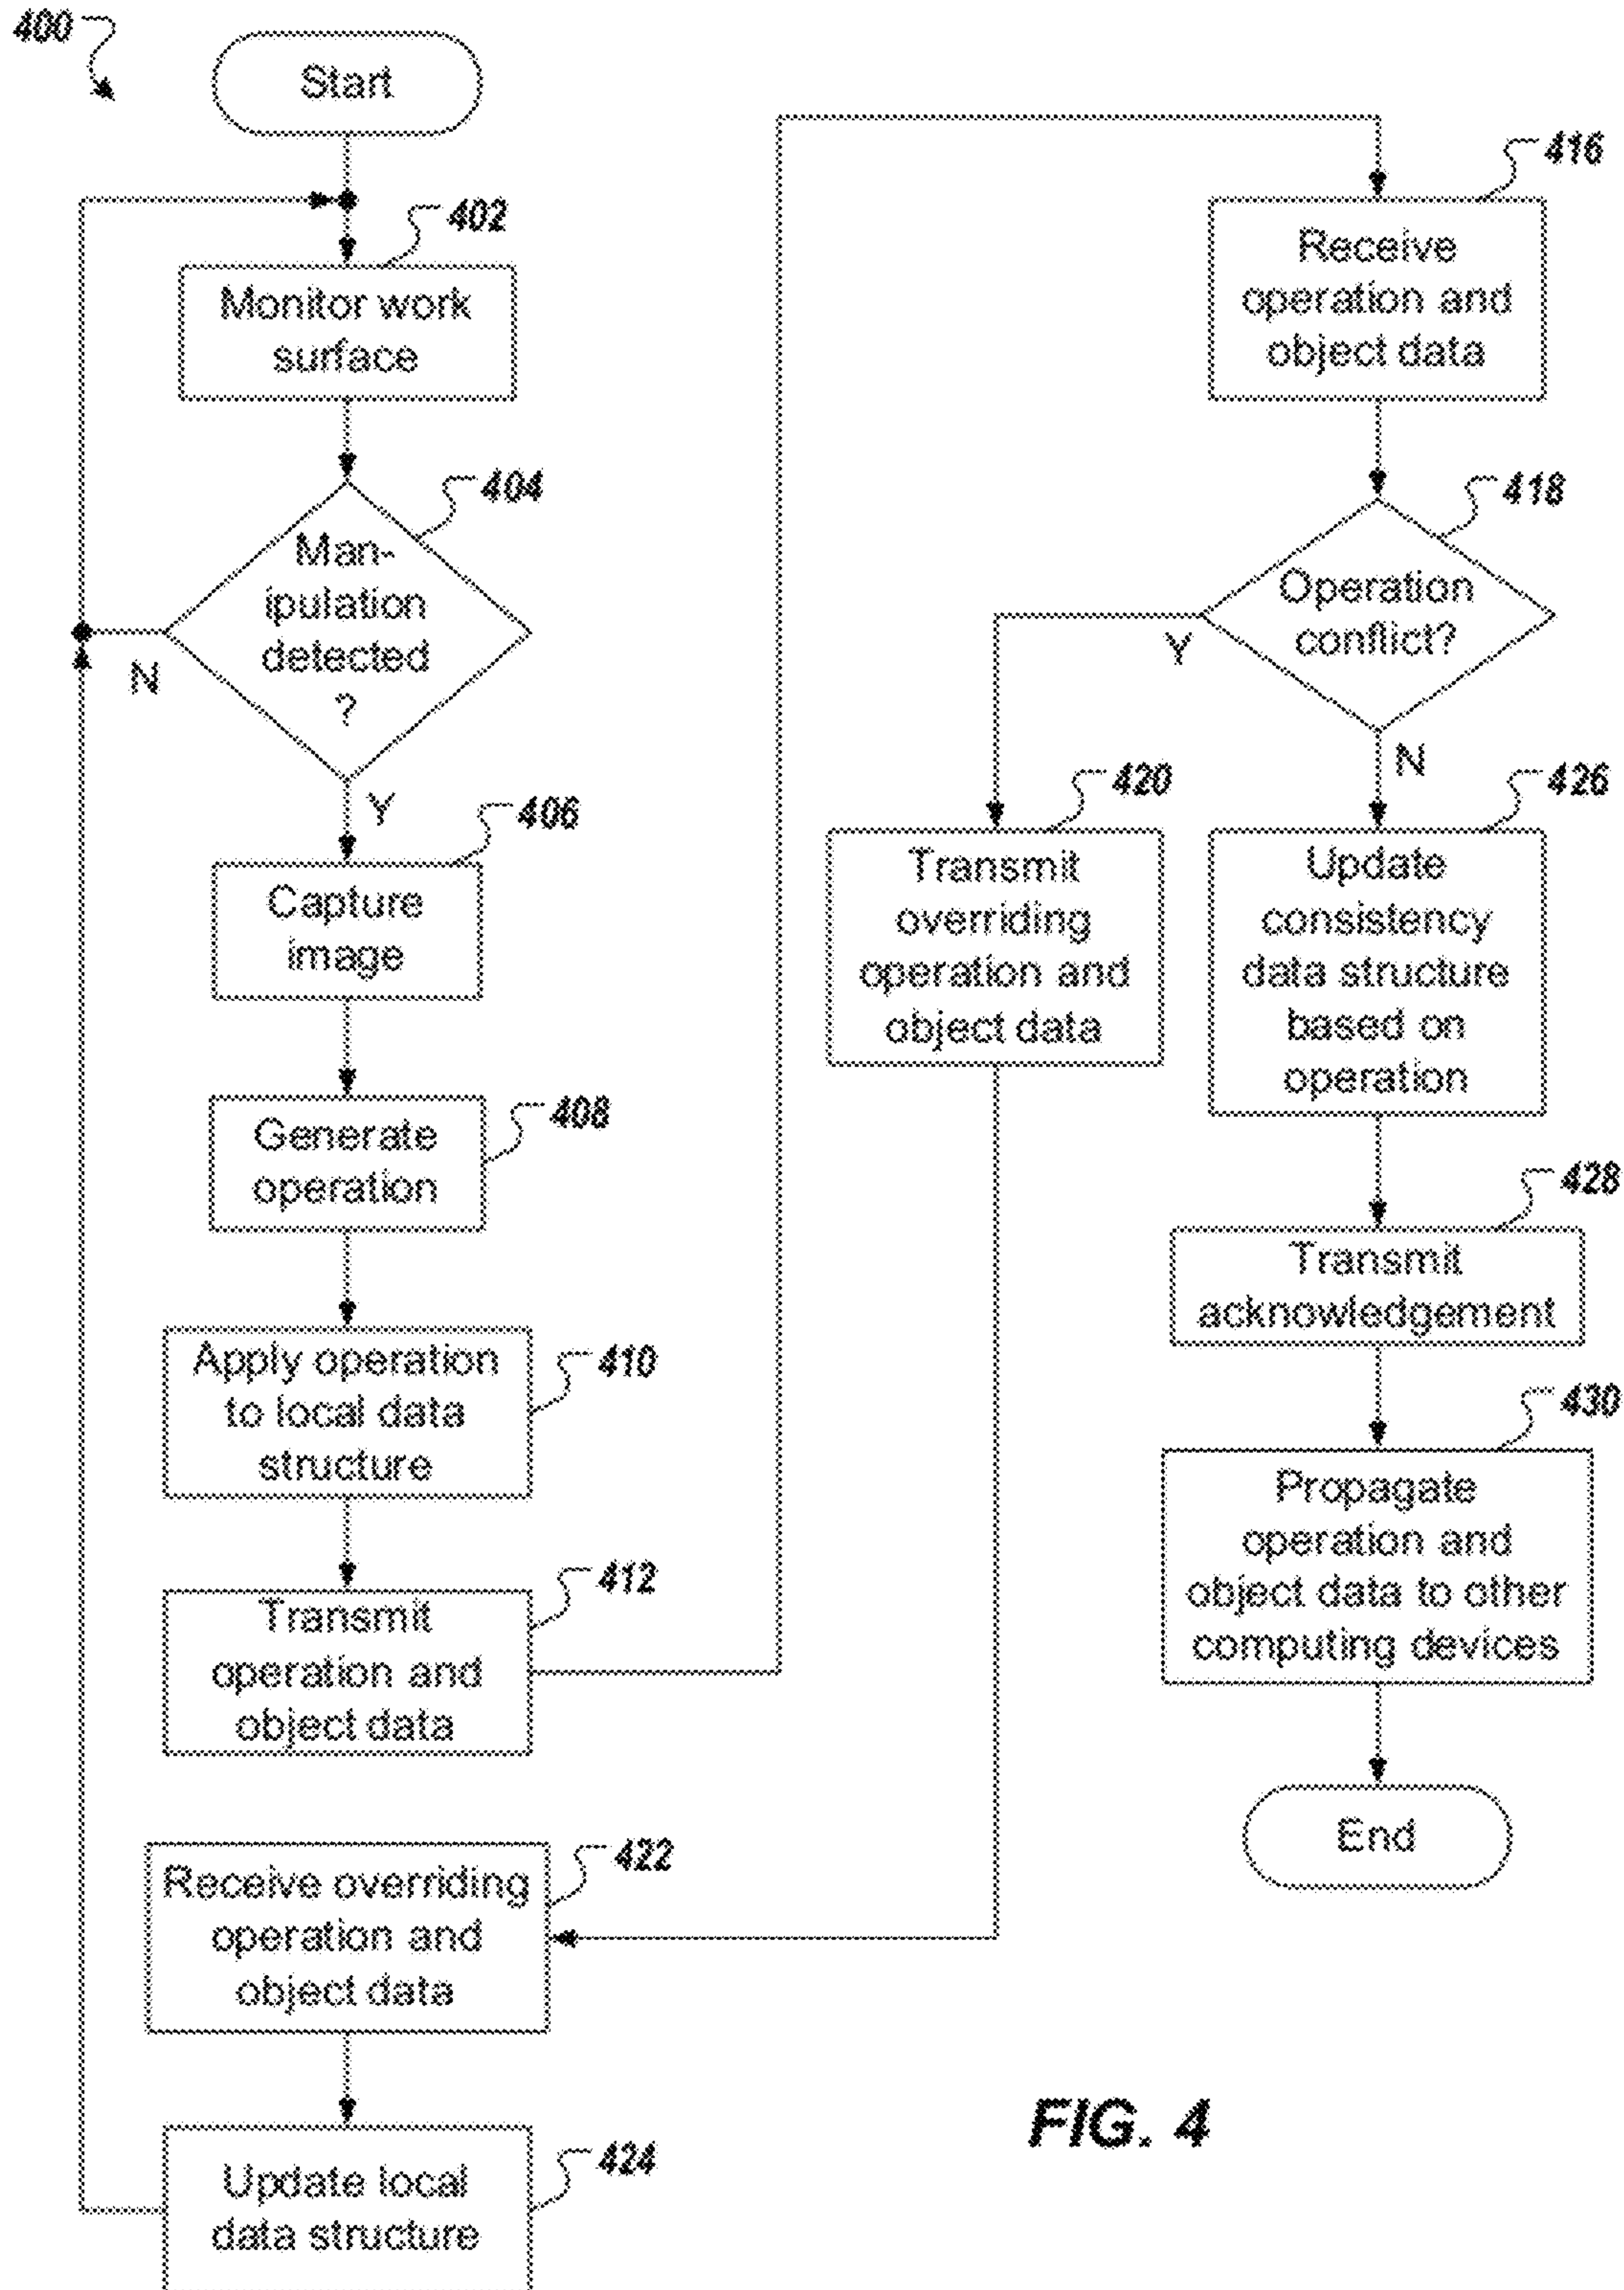 400
Start
402
Monitor work
surface
404
Man-
ipulation
detected
?
N
Y
406
Capture
image
408
Generate
operation
410
Apply operation
to local data
structure
412
Transmit
operation and
object data
422
Receive overriding
operation and
object data
424
Update local
data structure
416
Receive
operation and
object data
418
Operation
conflict?
Y
N
420
Transmit
overriding
operation and
object data
426
Update
consistency
data structure
based on
operation
428
Transmit
acknowledgement
430
Propagate
operation and
object data to other
computing devices
End
FIG. 4